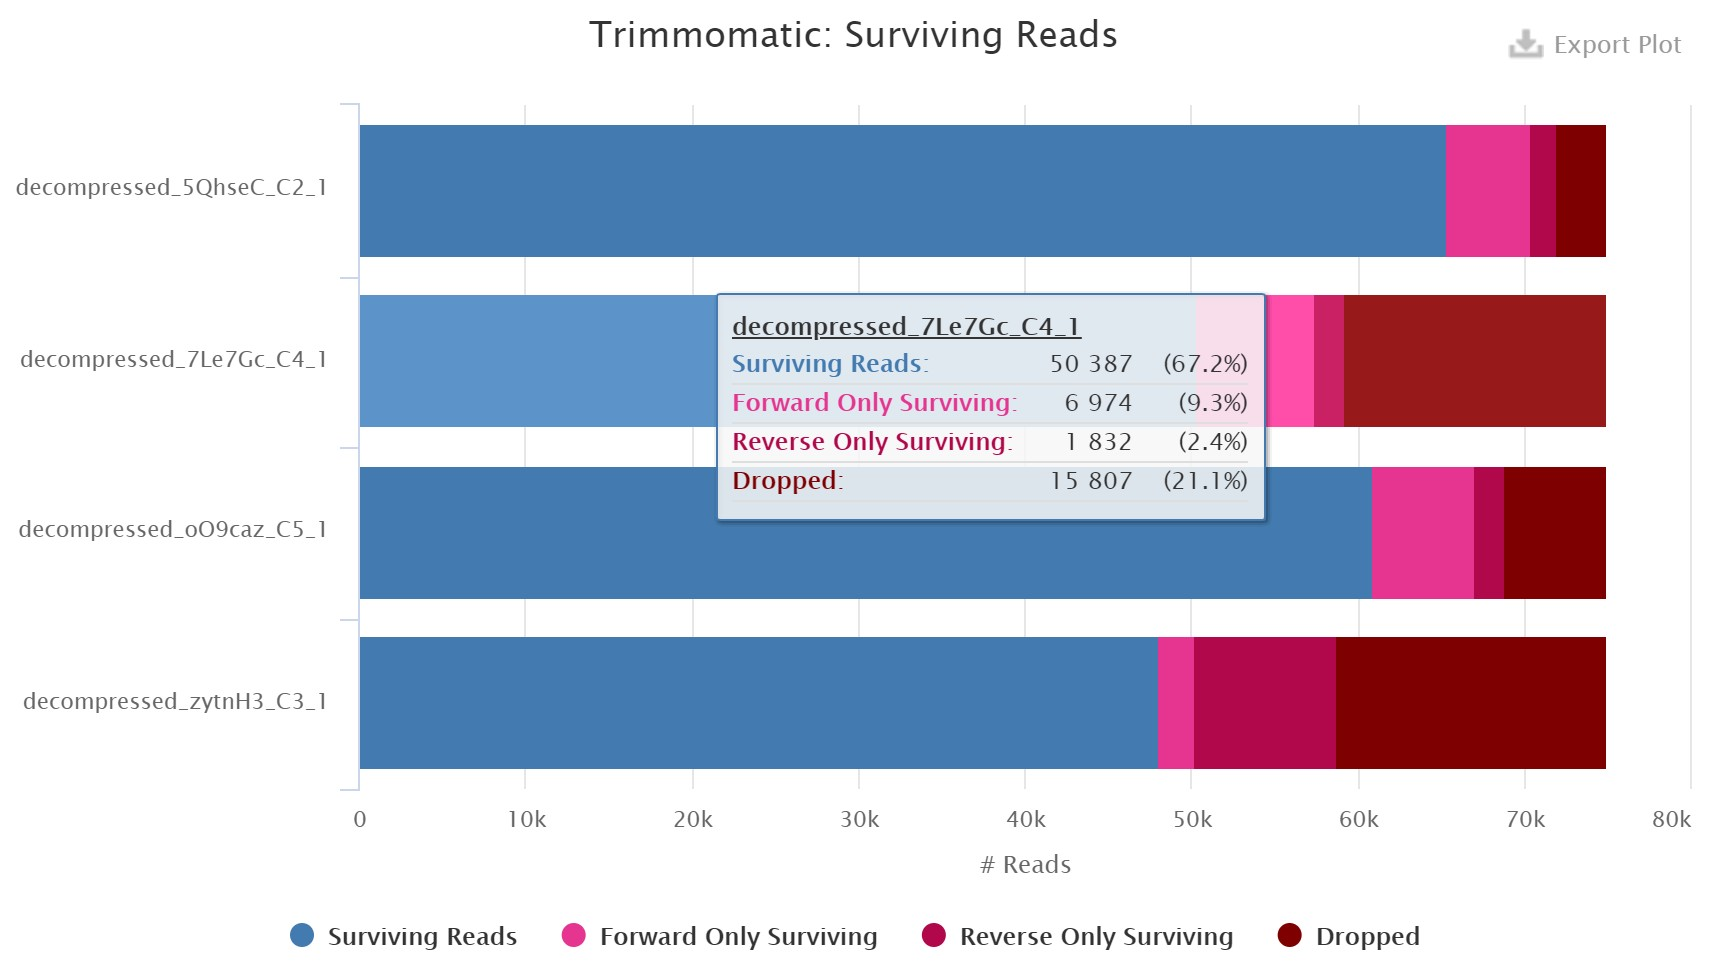 Trimmomatic: Surviving Reads
Export Plot
decompressed_5QhseC_C2_1
decompressed_7Le7Gc_C4_1
decompressed_oO9caz_C5_1
decompressed_zytnH3_C3_1
decompressed_7Le7Gc_C4_1
Surviving Reads: 50 387 (67.2%)
Forward Only Surviving: 6 974 (9.3%)
Reverse Only Surviving: 1 832 (2.4%)
Dropped: 15 807 (21.1%)
0 10k 20k 30k 40k 50k 60k 70k 80k
# Reads
Surviving Reads Forward Only Surviving Reverse Only Surviving Dropped